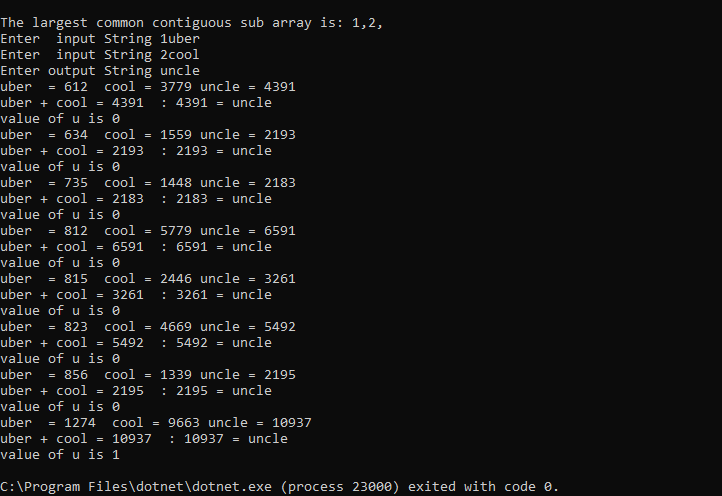 The largest common contiguous sub array is: 1,2,
Enter  input String 1uber
Enter  input String 2cool
Enter output String uncle
uber  = 612  cool = 3779 uncle = 4391
uber + cool = 4391  : 4391 = uncle
value of u is 0
uber  = 634  cool = 1559 uncle = 2193
uber + cool = 2193  : 2193 = uncle
value of u is 0
uber  = 735  cool = 1448 uncle = 2183
uber + cool = 2183  : 2183 = uncle
value of u is 0
uber  = 812  cool = 5779 uncle = 6591
uber + cool = 6591  : 6591 = uncle
value of u is 0
uber  = 815  cool = 2446 uncle = 3261
uber + cool = 3261  : 3261 = uncle
value of u is 0
uber  = 823  cool = 4669 uncle = 5492
uber + cool = 5492  : 5492 = uncle
value of u is 0
uber  = 856  cool = 1339 uncle = 2195
uber + cool = 2195  : 2195 = uncle
value of u is 0
uber  = 1274  cool = 9663 uncle = 10937
uber + cool = 10937  : 10937 = uncle
value of u is 1
C:\Program Files\dotnet\dotnet.exe (process 23000) exited with code 0.